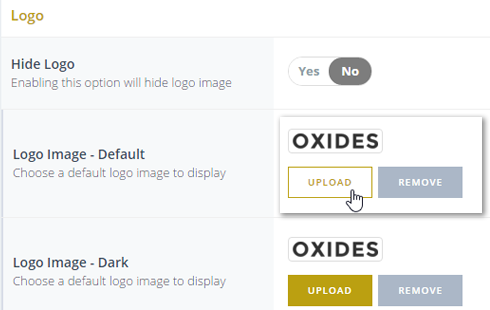 Logo
Hide Logo
Enabling this option will hide logo image
Yes No
OXIDES
Logo Image - Default
Choose a default logo image to display
UPLOAD REMOVE
OXIDES
Logo Image - Dark
Choose a default logo image to display
UPLOAD REMOVE